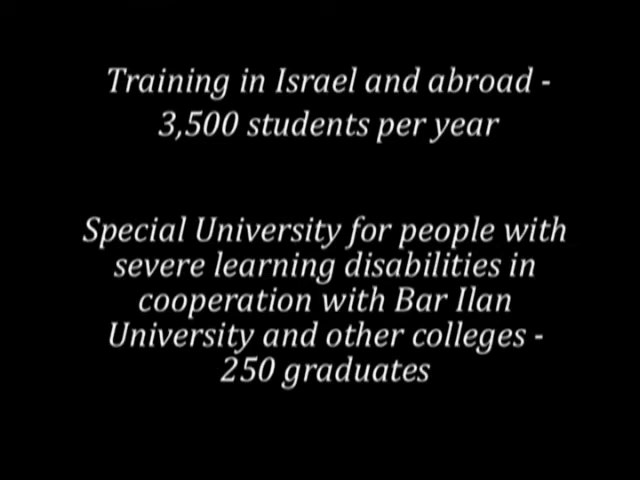 Training in Israel and abroad -
3,500 students per year
Special University for people with
severe learning disabilities in
cooperation with Bar Ilan
University and other colleges -
250 graduates